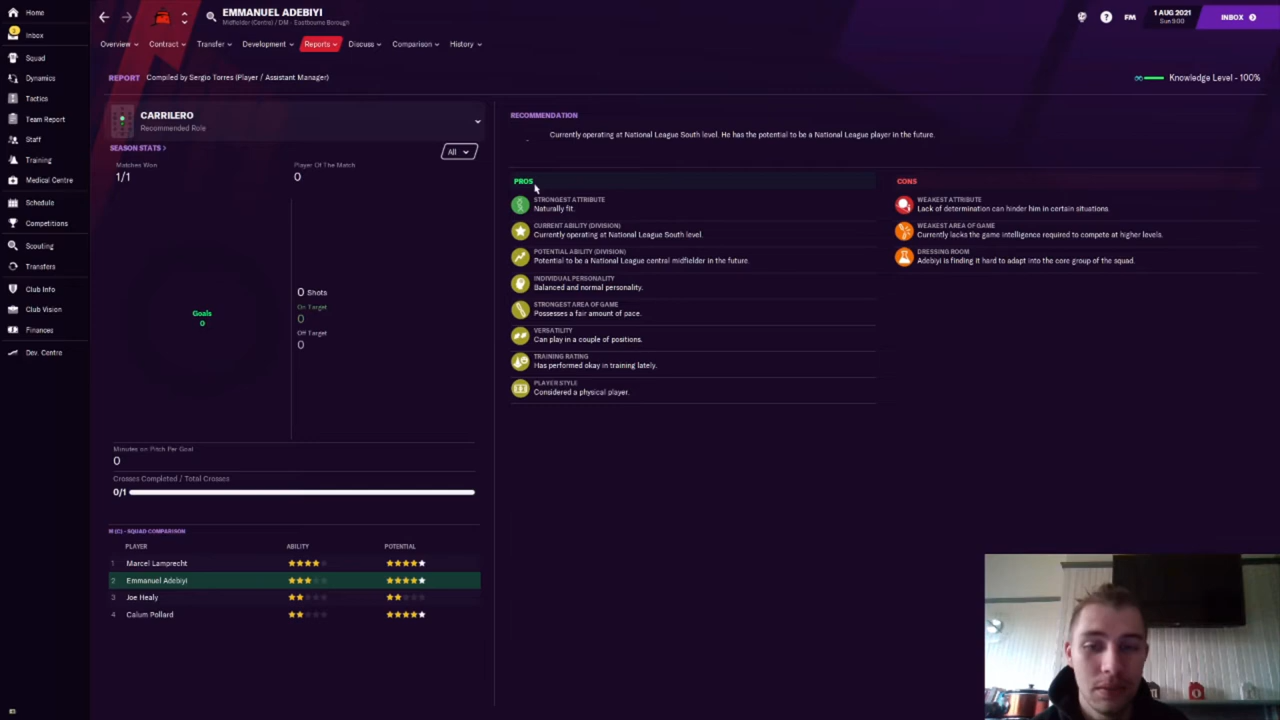 Home
Inbox
Squad
Dynamics
Tactics
Team Report
Staff
Training
Medical Centre
Schedule
Competitions
Scouting
Transfers
Club Info
Club Vision
Finances
Dev. Centre
EMMANUEL ADEBIYI
Midfielder (Centre) / DM - Eastbourne Borough
FM
1 AUG 2021
Sun 9:00
INBOX
Overview
Contract
Transfer
Development
Reports
Discuss
Comparison
History
REPORT Compiled by Sergio Torres (Player / Assistant Manager)
Knowledge Level - 100%
CARRILERO
Recommended Role
SEASON STATS >
All
Matches Won
1/1
Player Of The Match
0
Goals
0
0 Shots
On Target
0
Off Target
0
Minutes on Pitch Per Goal
0
Crosses Completed / Total Crosses
0/1
M (C) - SQUAD COMPARISON
PLAYER ABILITY POTENTIAL
1 Marcel Lamprecht
2 Emmanuel Adebiyi
3 Joe Healy
4 Calum Pollard
RECOMMENDATION
- Currently operating at National League South level. He has the potential to be a National League player in the future.
PROS
STRONGEST ATTRIBUTE
Naturally fit.
CURRENT ABILITY (DIVISION)
Currently operating at National League South level.
POTENTIAL ABILITY (DIVISION)
Potential to be a National League central midfielder in the future.
INDIVIDUAL PERSONALITY
Balanced and normal personality.
STRONGEST AREA OF GAME
Possesses a fair amount of pace.
VERSATILITY
Can play in a couple of positions.
TRAINING RATING
Has performed okay in training lately.
PLAYER STYLE
Considered a physical player.
CONS
WEAKEST ATTRIBUTE
Lack of determination can hinder him in certain situations.
WEAKEST AREA OF GAME
Currently lacks the game intelligence required to compete at higher levels.
DRESSING ROOM
Adebiyi is finding it hard to adapt into the core group of the squad.